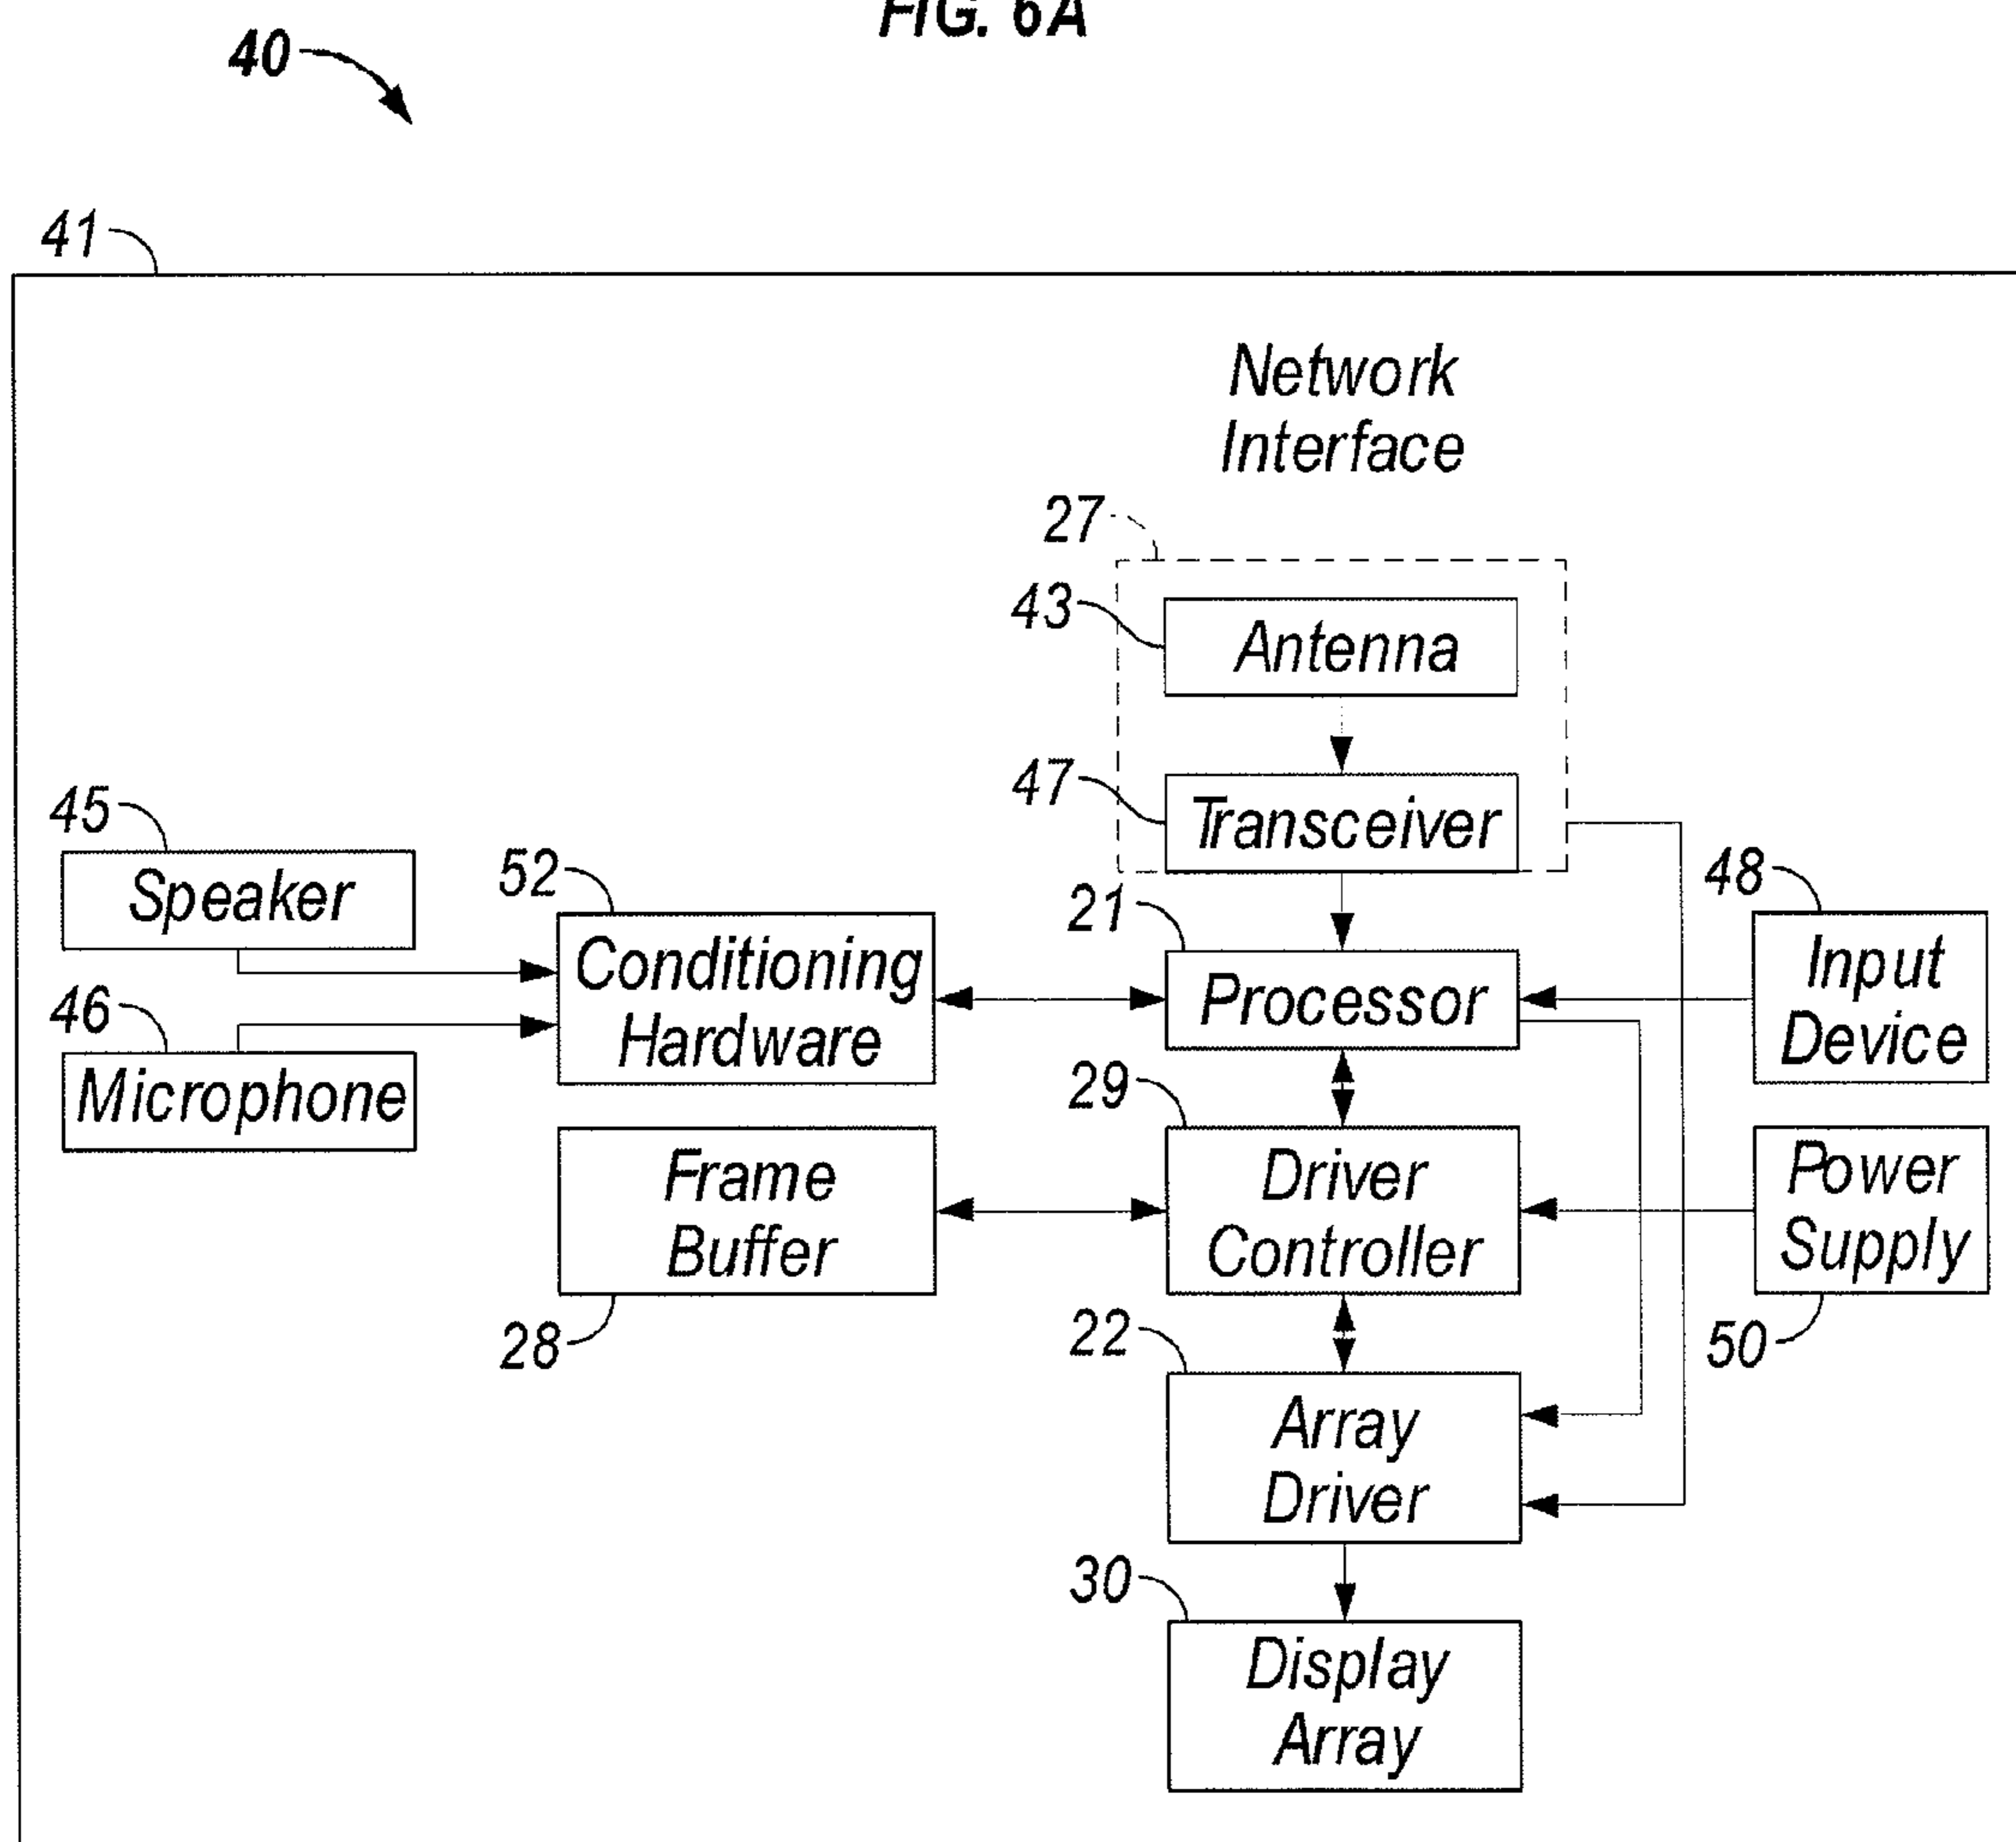 FIG. 6A
40
41
Network
Interface
27
43
Antenna
47
Transceiver
45
Speaker
52
Conditioning
Hardware
21
Processor
48
Input
Device
46
Microphone
29
Driver
Controller
Frame
Buffer
28
Power
Supply
50
22
Array
Driver
30
Display
Array